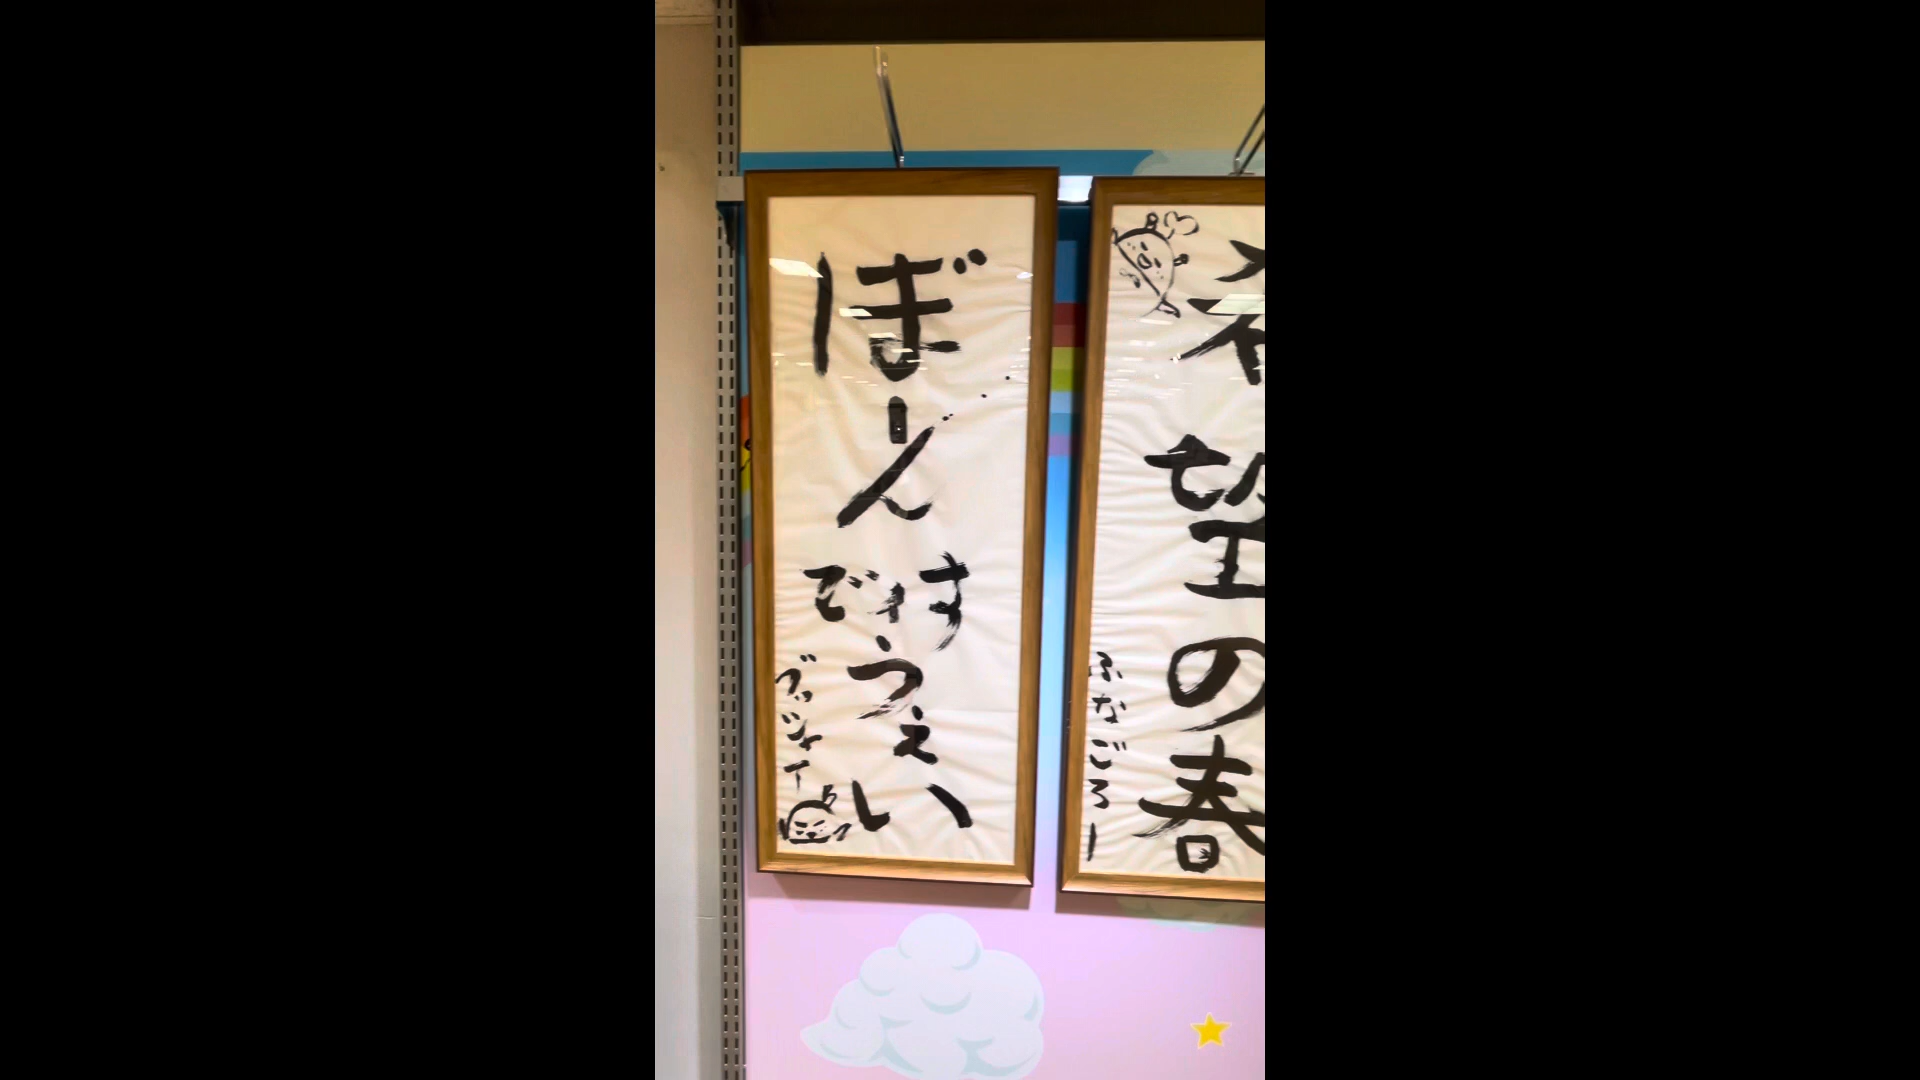 ぼーん
でぃす
うぇい
ブッシャー
希望の春
ふなごろー